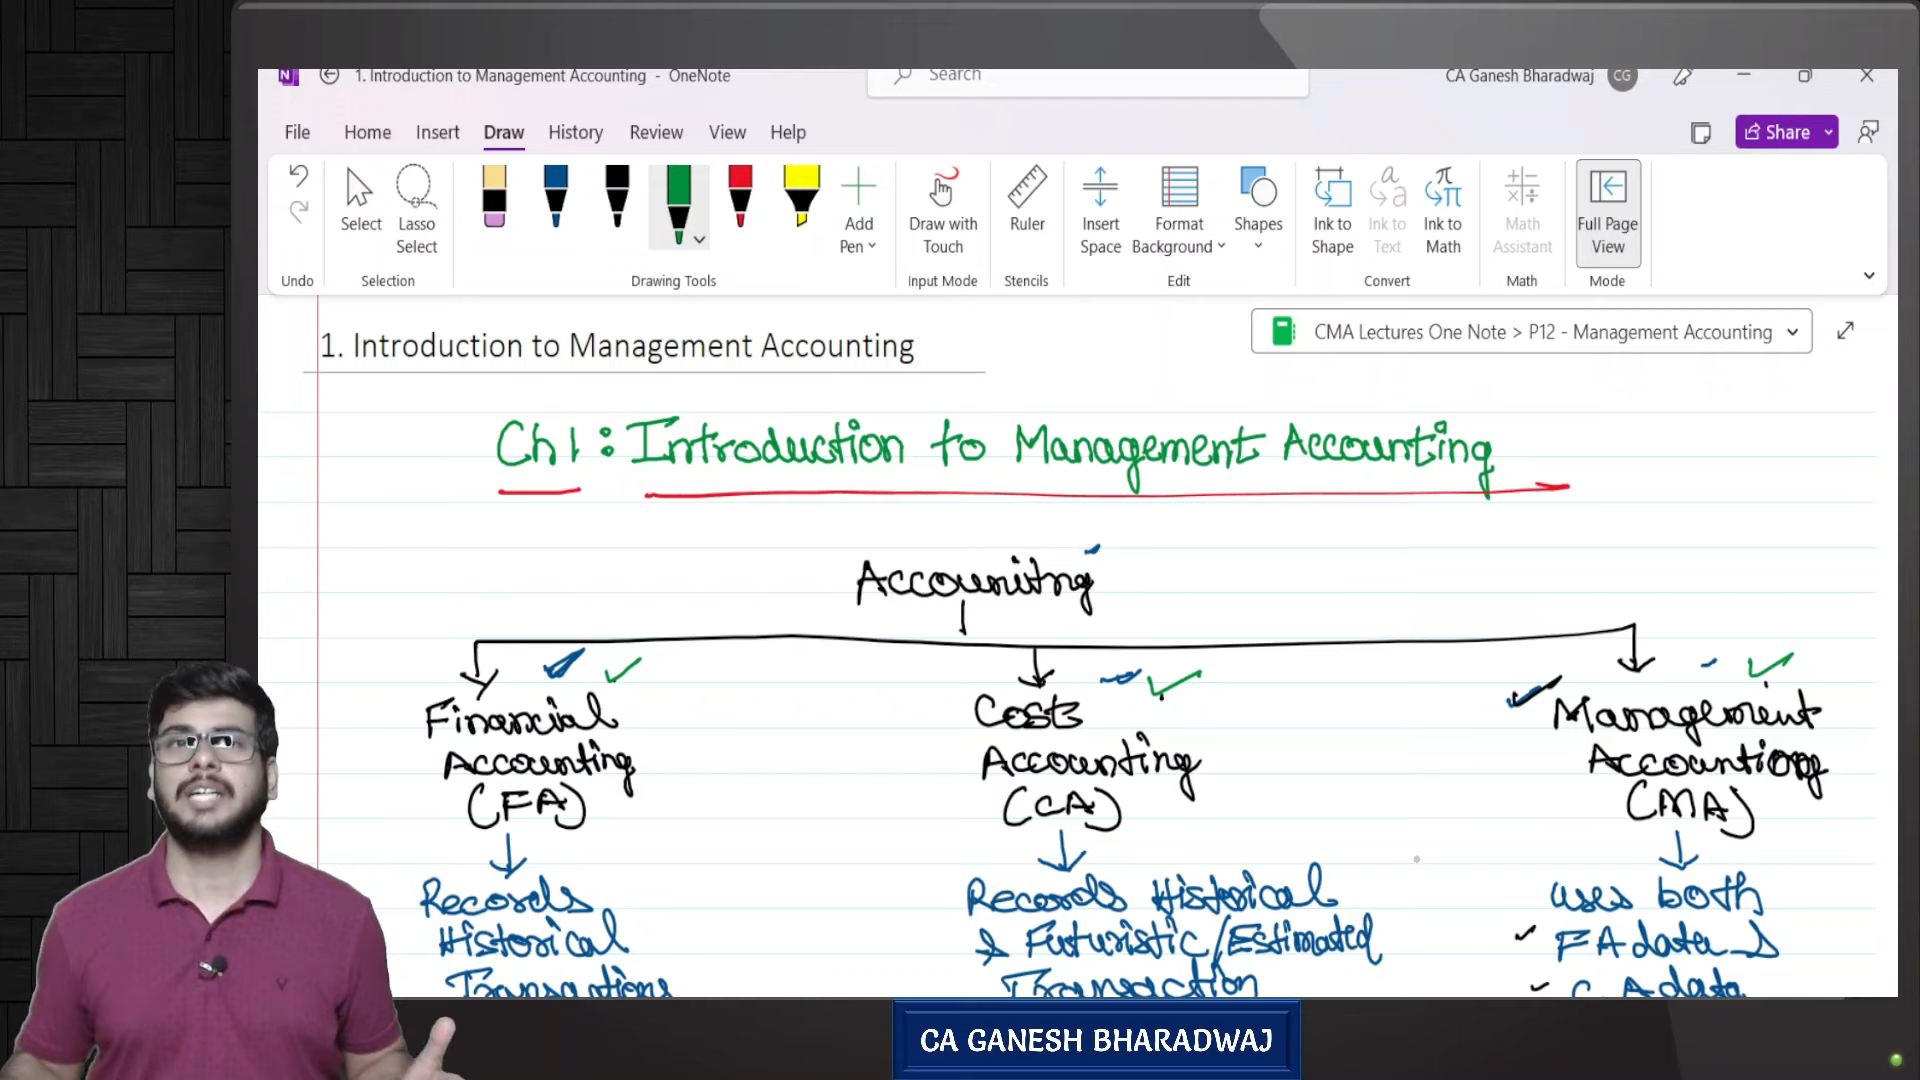 1. Introduction to Management Accounting - OneNote
Search
CA Ganesh Bharadwaj CG
File Home Insert Draw History Review View Help
Share
Select
Lasso
Select
Add
Pen
Draw with
Touch
Ruler
Insert
Space
Format
Background
Shapes
Ink to
Shape
Ink to
Text
Ink to
Math
Math
Assistant
Full Page
View
Undo Selection Drawing Tools Input Mode Stencils Edit Convert Math Mode
1. Introduction to Management Accounting
CMA Lectures One Note > P12 - Management Accounting
Ch1 : Introduction to Management Accounting
Accounitng
Financial
Accounting
(FA)
Records
Historical
Transactions
Costs
Accounting
(CA)
Records Historical
& Futuristic/Estimated
Transaction
Management
(MA)
uses both
FA data &
CA data
CA GANESH BHARADWAJ